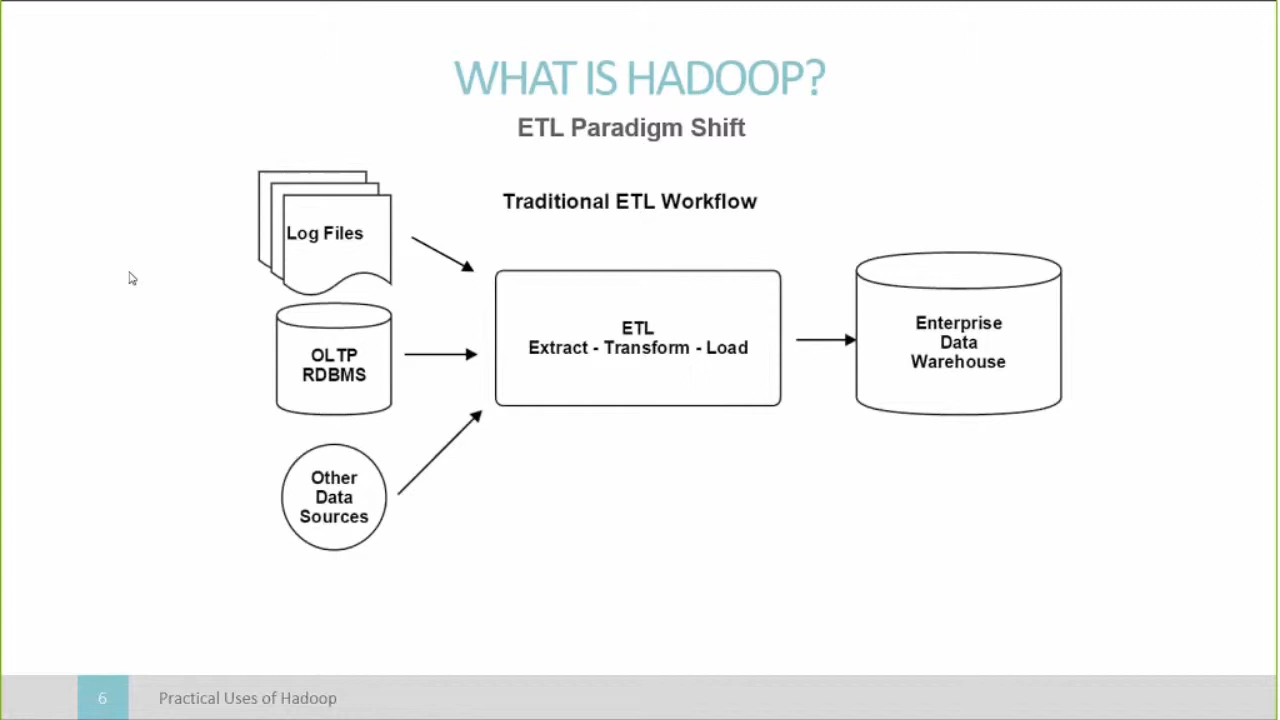 WHAT IS HADOOP?
ETL Paradigm Shift
Traditional ETL Workflow
Log Files
OLTP
RDBMS
Other
Data
Sources
ETL
Extract - Transform - Load
Enterprise
Data
Warehouse
6
Practical Uses of Hadoop